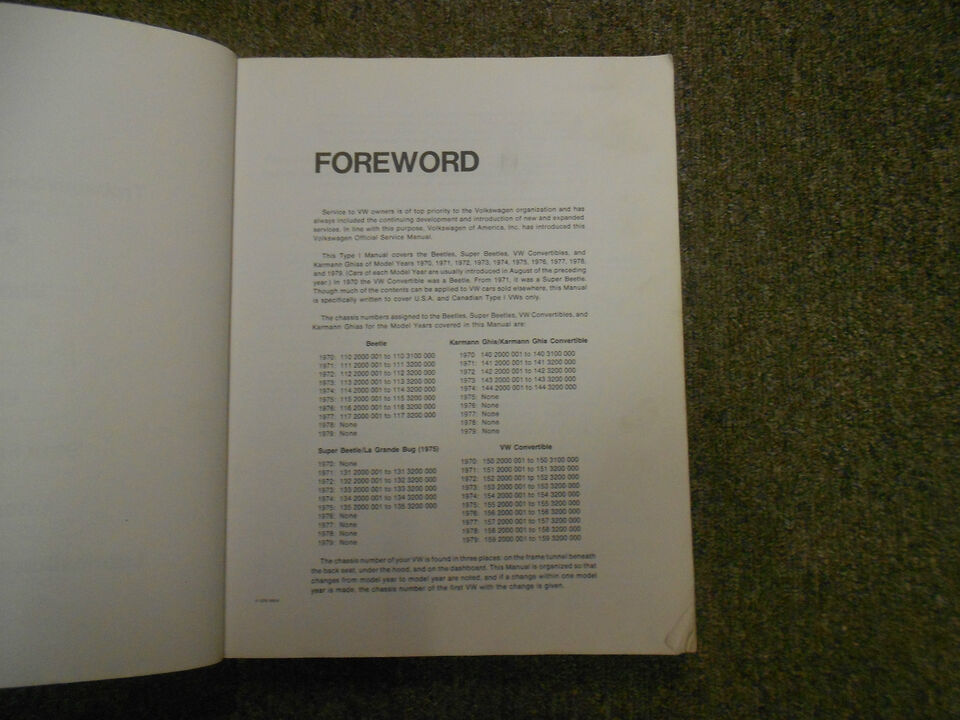 FOREWORD
Service to VW owners is of top priority to the Volkswagen organization and has
always included the continuing development and introduction of new and expanded
services. In line with this purpose, Volkswagen of America, Inc. has introduced this
Volkswagen Official Service Manual.
This Type I Manual covers the Beetles, Super Beetles, VW Convertibles, and
Karmann Ghias of Model Years 1970, 1971, 1972, 1973, 1974, 1975, 1976, 1977, 1978,
and 1979. (Cars of each Model Year are usually introduced in August of the preceding
year.) In 1970 the VW Convertible was a Beetle. From 1971, it was a Super Beetle.
Though much of the contents can be applied to VW cars sold elsewhere, this Manual
is specifically written to cover U.S.A. and Canadian Type I VWs only.
The chassis numbers assigned to the Beetles, Super Beetles, VW Convertibles, and
Karmann Ghias for the Model Years covered in this Manual are:
Beetle
1970: 110 2000 001 to 110 3100 000
1971: 111 2000 001 to 111 3200 000
1972: 112 2000 001 to 112 3200 000
1973: 113 2000 001 to 113 3200 000
1974: 114 2000 001 to 114 3200 000
1975: 115 2000 001 to 115 3200 000
1976: 116 2000 001 to 116 3200 000
1977: 117 2000 001 to 117 3200 000
1978: None
1979: None
Karmann Ghia/Karmann Ghia Convertible
1970: 140 2000 001 to 140 3100 000
1971: 141 2000 001 to 141 3200 000
1972: 142 2000 001 to 142 3200 000
1973: 143 2000 001 to 143 3200 000
1974: 144 2000 001 to 144 3200 000
1975: None
1976: None
1977: None
1978: None
1979: None
Super Beetle/La Grande Bug (1975)
1970: None
1971: 131 2000 001 to 131 3200 000
1972: 132 2000 001 to 132 3200 000
1973: 133 2000 001 to 133 3200 000
1974: 134 2000 001 to 134 3200 000
1975: 135 2000 001 to 135 3200 000
1976: None
1977: None
1978: None
1979: None
VW Convertible
1970: 150 2000 001 to 150 3100 000
1971: 151 2000 001 to 151 3200 000
1972: 152 2000 001 to 152 3200 000
1973: 153 2000 001 to 153 3200 000
1974: 154 2000 001 to 154 3200 000
1975: 155 2000 001 to 155 3200 000
1976: 156 2000 001 to 156 3200 000
1977: 157 2000 001 to 157 3200 000
1978: 158 2000 001 to 158 3200 000
1979: 159 2000 001 to 159 3200 000
The chassis number of your VW is found in three places: on the frame tunnel beneath
the back seat, under the hood, and on the dashboard. This Manual is organized so that
changes from model year to model year are noted, and if a change within one model
year is made, the chassis number of the first VW with the change is given.